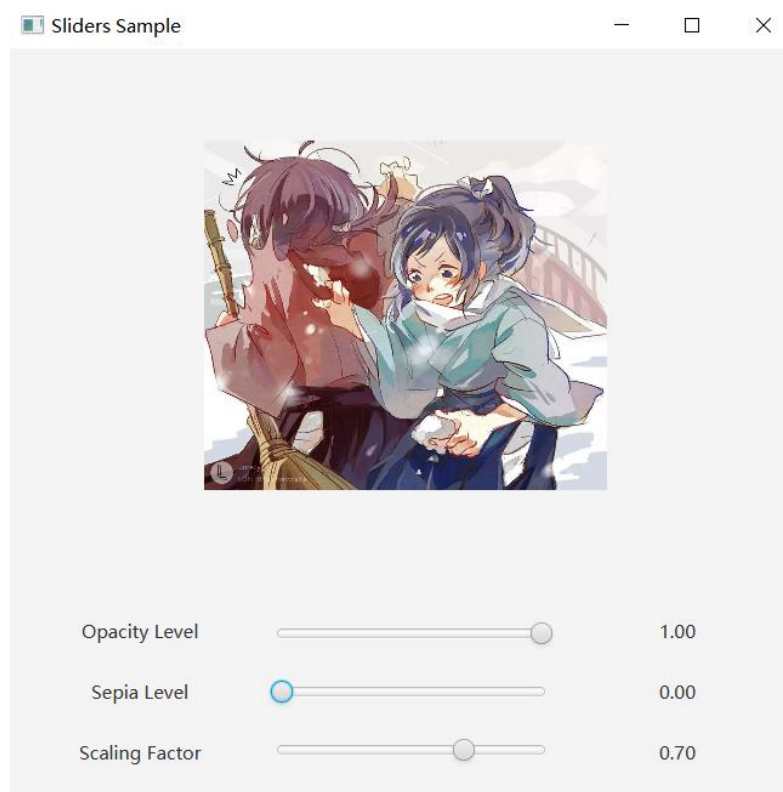 Sliders Sample
Opacity Level 1.00
Sepia Level 0.00
Scaling Factor 0.70